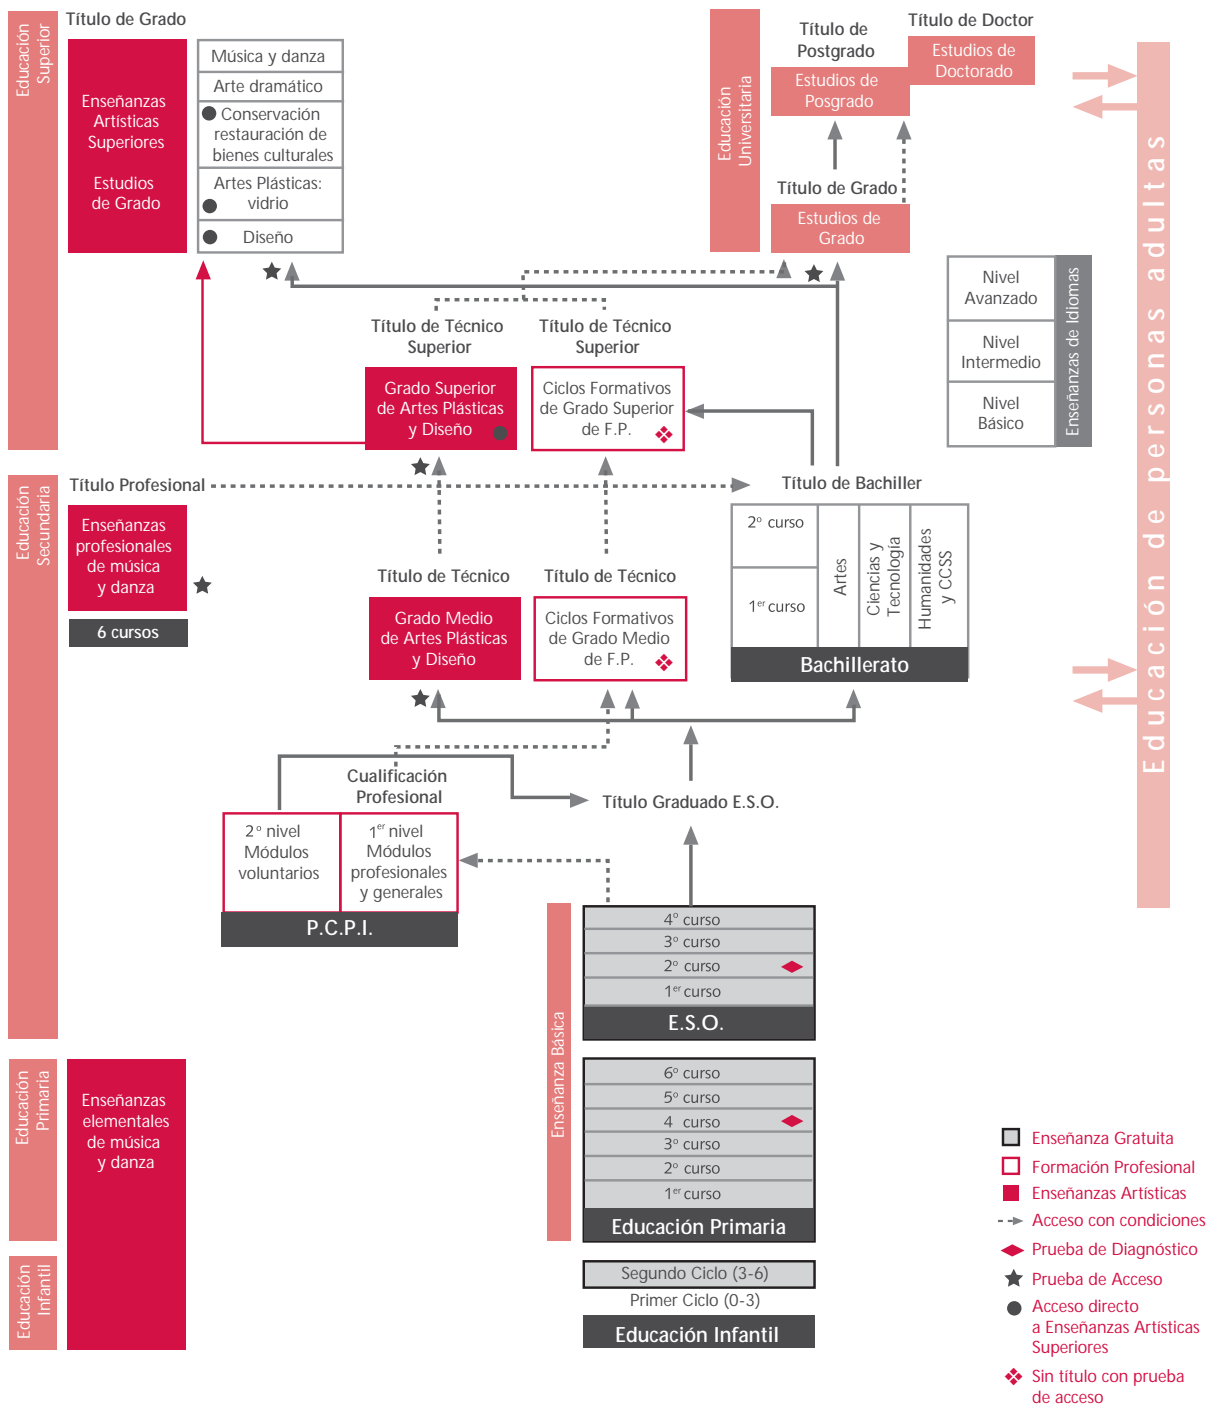 Educación
Superior
Título de Grado
Enseñanzas
Artísticas
Superiores
Estudios
de Grado
Música y danza
Arte dramático
Conservación
restauración de
bienes culturales
Artes Plásticas:
vidrio
Diseño
Educación
Universitaria
Título de
Postgrado
Estudios de
Posgrado
Título de Doctor
Estudios de
Doctorado
Título de Grado
Estudios de
Grado
Educación de personas adultas
Nivel
Avanzado
Nivel
Intermedio
Nivel
Básico
Enseñanzas de Idiomas
Título de Técnico
Superior
Grado Superior
de Artes Plásticas
y Diseño
Título de Técnico
Superior
Ciclos Formativos
de Grado Superior
de F.P.
Educación
Secundaria
Título Profesional
Enseñanzas
profesionales
de música
y danza
6 cursos
Título de Técnico
Grado Medio
de Artes Plásticas
y Diseño
Título de Técnico
Ciclos Formativos
de Grado Medio
de F.P.
Título de Bachiller
2º curso
1er curso
Artes
Ciencias y
Tecnología
Humanidades
y CCSS
Bachillerato
Cualificación
Profesional
Título Graduado E.S.O.
2º nivel
Módulos
voluntarios
1er nivel
Módulos
profesionales
y generales
P.C.P.I.
Enseñanza Básica
4º curso
3º curso
2º curso
1er curso
E.S.O.
Educación
Primaria
Enseñanzas
elementales
de música
y danza
6º curso
5º curso
4 curso
3º curso
2º curso
1er curso
Educación Primaria
Educación
Infantil
Segundo Ciclo (3-6)
Primer Ciclo (0-3)
Educación Infantil
Enseñanza Gratuita
Formación Profesional
Enseñanzas Artísticas
Acceso con condiciones
Prueba de Diagnóstico
Prueba de Acceso
Acceso directo
a Enseñanzas Artísticas
Superiores
Sin título con prueba
de acceso